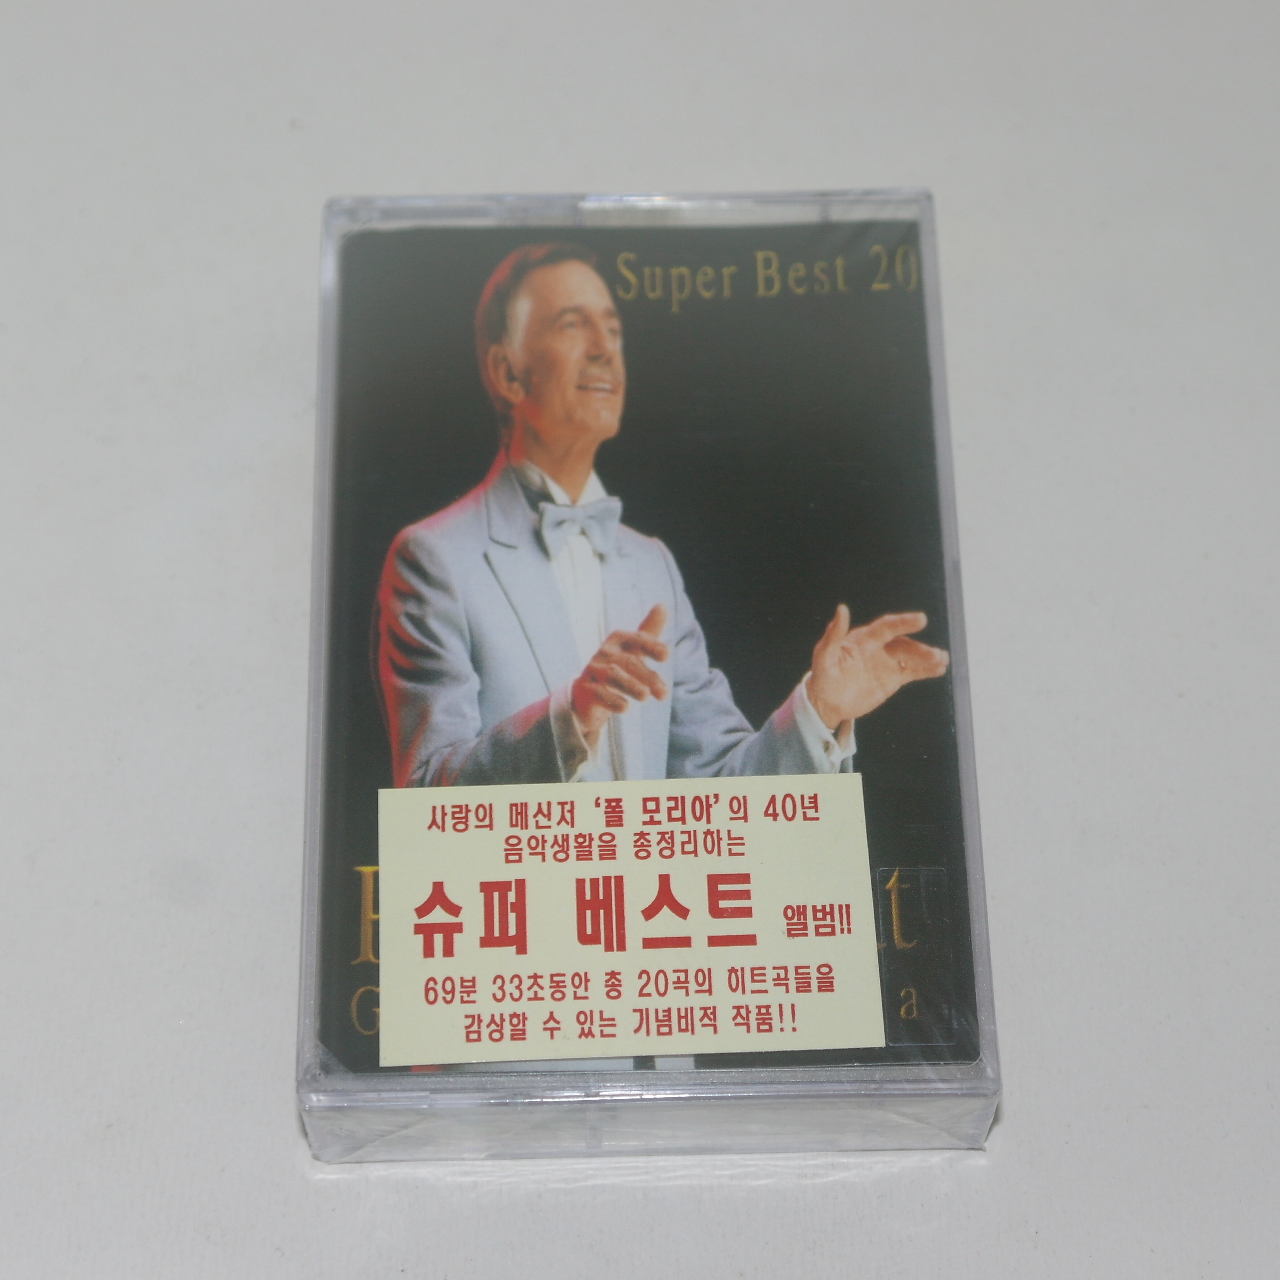 Super Best 20
사랑의 메신저 '폴 모리아'의 40년
음악생활을 총정리하는
슈퍼 베스트 앨범!!
69분 33초동안 총 20곡의 히트곡들을
감상할 수 있는 기념비적 작품!!